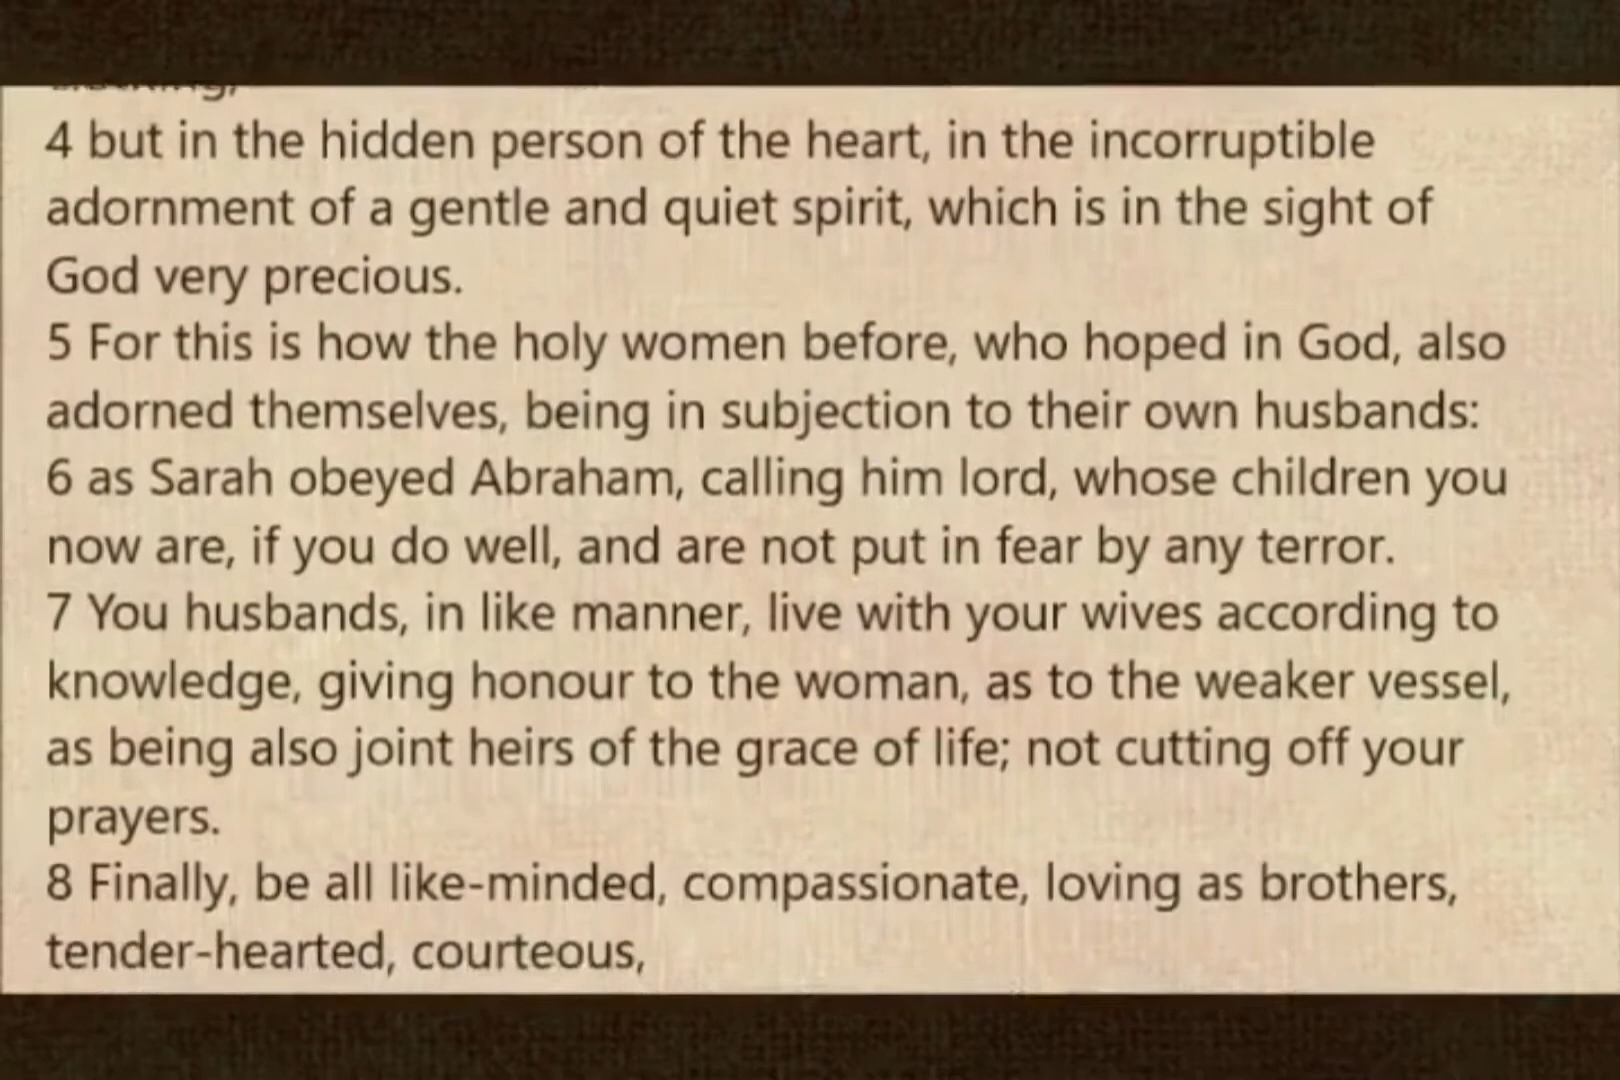 4 but in the hidden person of the heart, in the incorruptible
adornment of a gentle and quiet spirit, which is in the sight of
God very precious.
5 For this is how the holy women before, who hoped in God, also
adorned themselves, being in subjection to their own husbands:
6 as Sarah obeyed Abraham, calling him lord, whose children you
now are, if you do well, and are not put in fear by any terror.
7 You husbands, in like manner, live with your wives according to
knowledge, giving honour to the woman, as to the weaker vessel,
as being also joint heirs of the grace of life; not cutting off your
prayers.
8 Finally, be all like-minded, compassionate, loving as brothers,
tender-hearted, courteous,